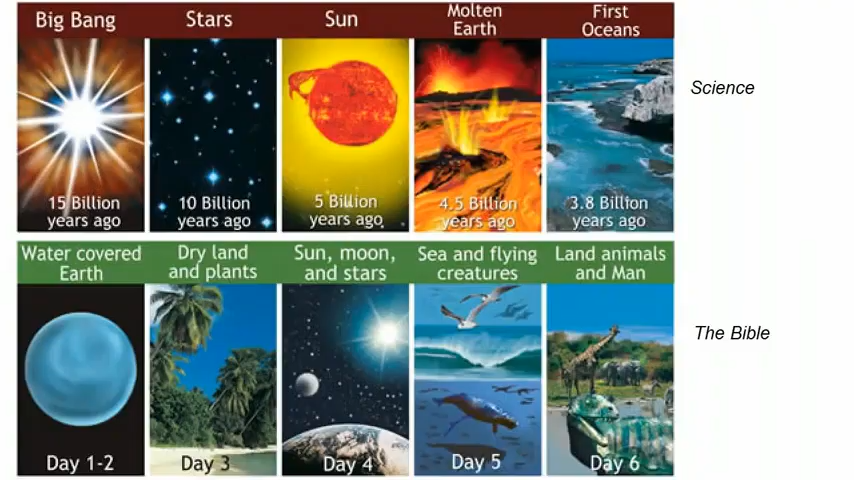 Big Bang
Stars
Sun
Molten
Earth
First
Oceans
15 Billion
years ago
10 Billion
years ago
5 Billion
years ago
4.5 Billion
years ago
3.8 Billion
years ago
Science
Water covered
Earth
Dry land
and plants
Sun, moon,
and stars
Sea and flying
creatures
Land animals
and Man
Day 1-2
Day 3
Day 4
Day 5
Day 6
The Bible